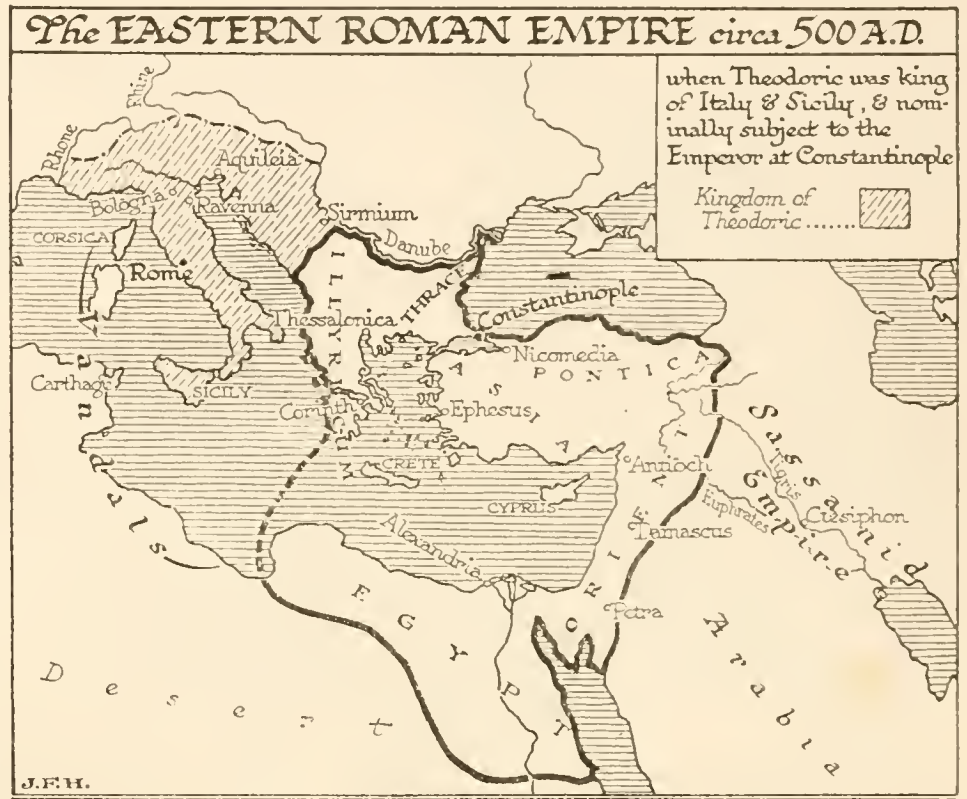 The EASTERN ROMAN EMPIRE circa 500 A.D.
when Theodoric was king
of Italy & Sicily, & nom-
inally subject to the
Emperor at Constantinople
Kingdom of
Theodoric.......
Rhine
Rhone
Aquileia
Bologna
Ravenna
Sirmium
Danube
CORSICA
Rome
ILLYRICUM
THRACE
Constantinople
Thessalonica
Nicomedia
PONTICA
ASIA
Carthage
SICILY
Corinth
Ephesus
Vandals
CRETE
CYPRUS
Antioch
ORIENS
Sassanid
Empire
Tigris
Euphrates
Ctesiphon
Damascus
Alexandria
EGYPT
Petra
Arabia
Desert
J.F.H.